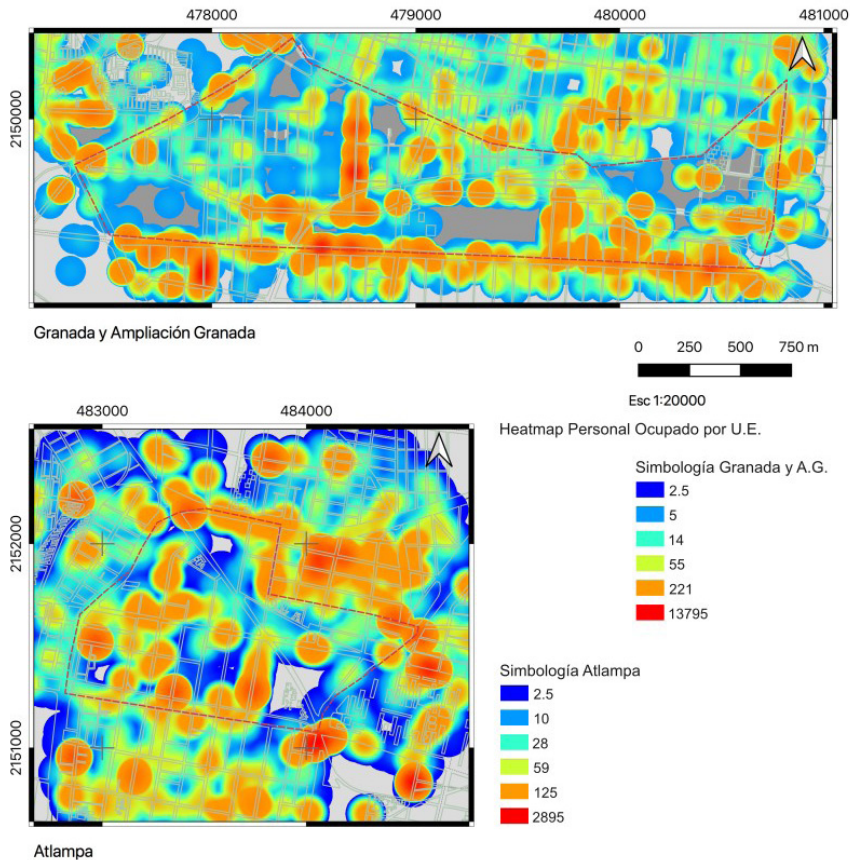 478000 479000 480000 481000
2150000
Granada y Ampliación Granada
0 250 500 750 m
Esc 1:20000
483000 484000
2152000
2151000
Atlampa
Heatmap Personal Ocupado por U.E.
Simbología Granada y A.G.
2.5
5
14
55
221
13795
Simbología Atlampa
2.5
10
28
59
125
2895